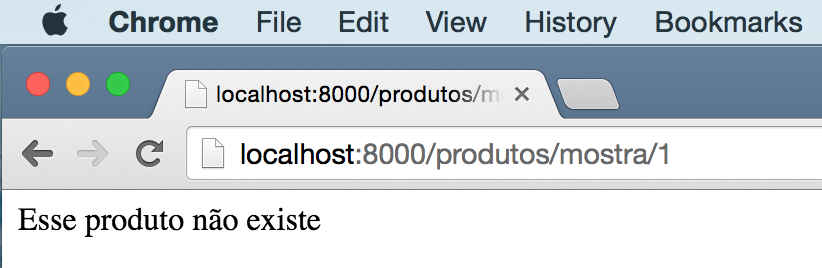 Chrome File Edit View History Bookmarks
localhost:8000/produtos/m
localhost:8000/produtos/mostra/1
Esse produto não existe